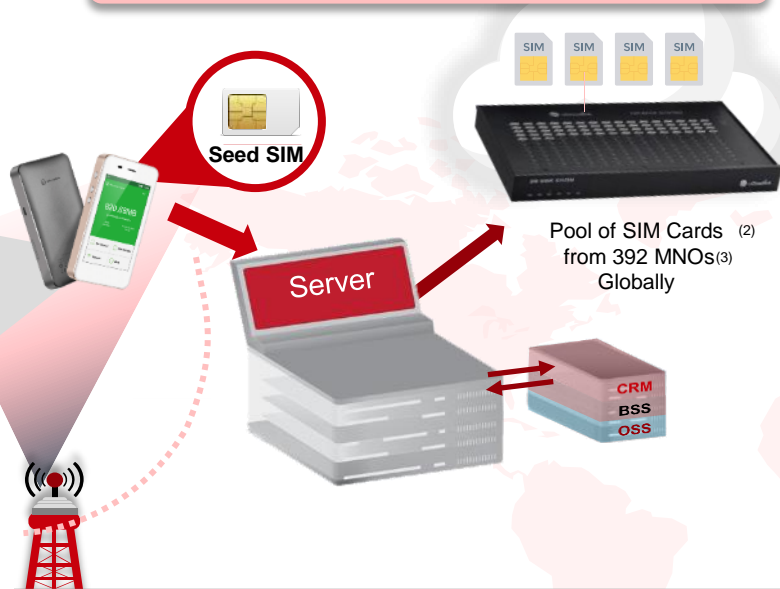 SIM SIM SIM SIM
Seed SIM
Server
Pool of SIM Cards (2)
from 392 MNOs(3)
Globally
CRM
BSS
OSS